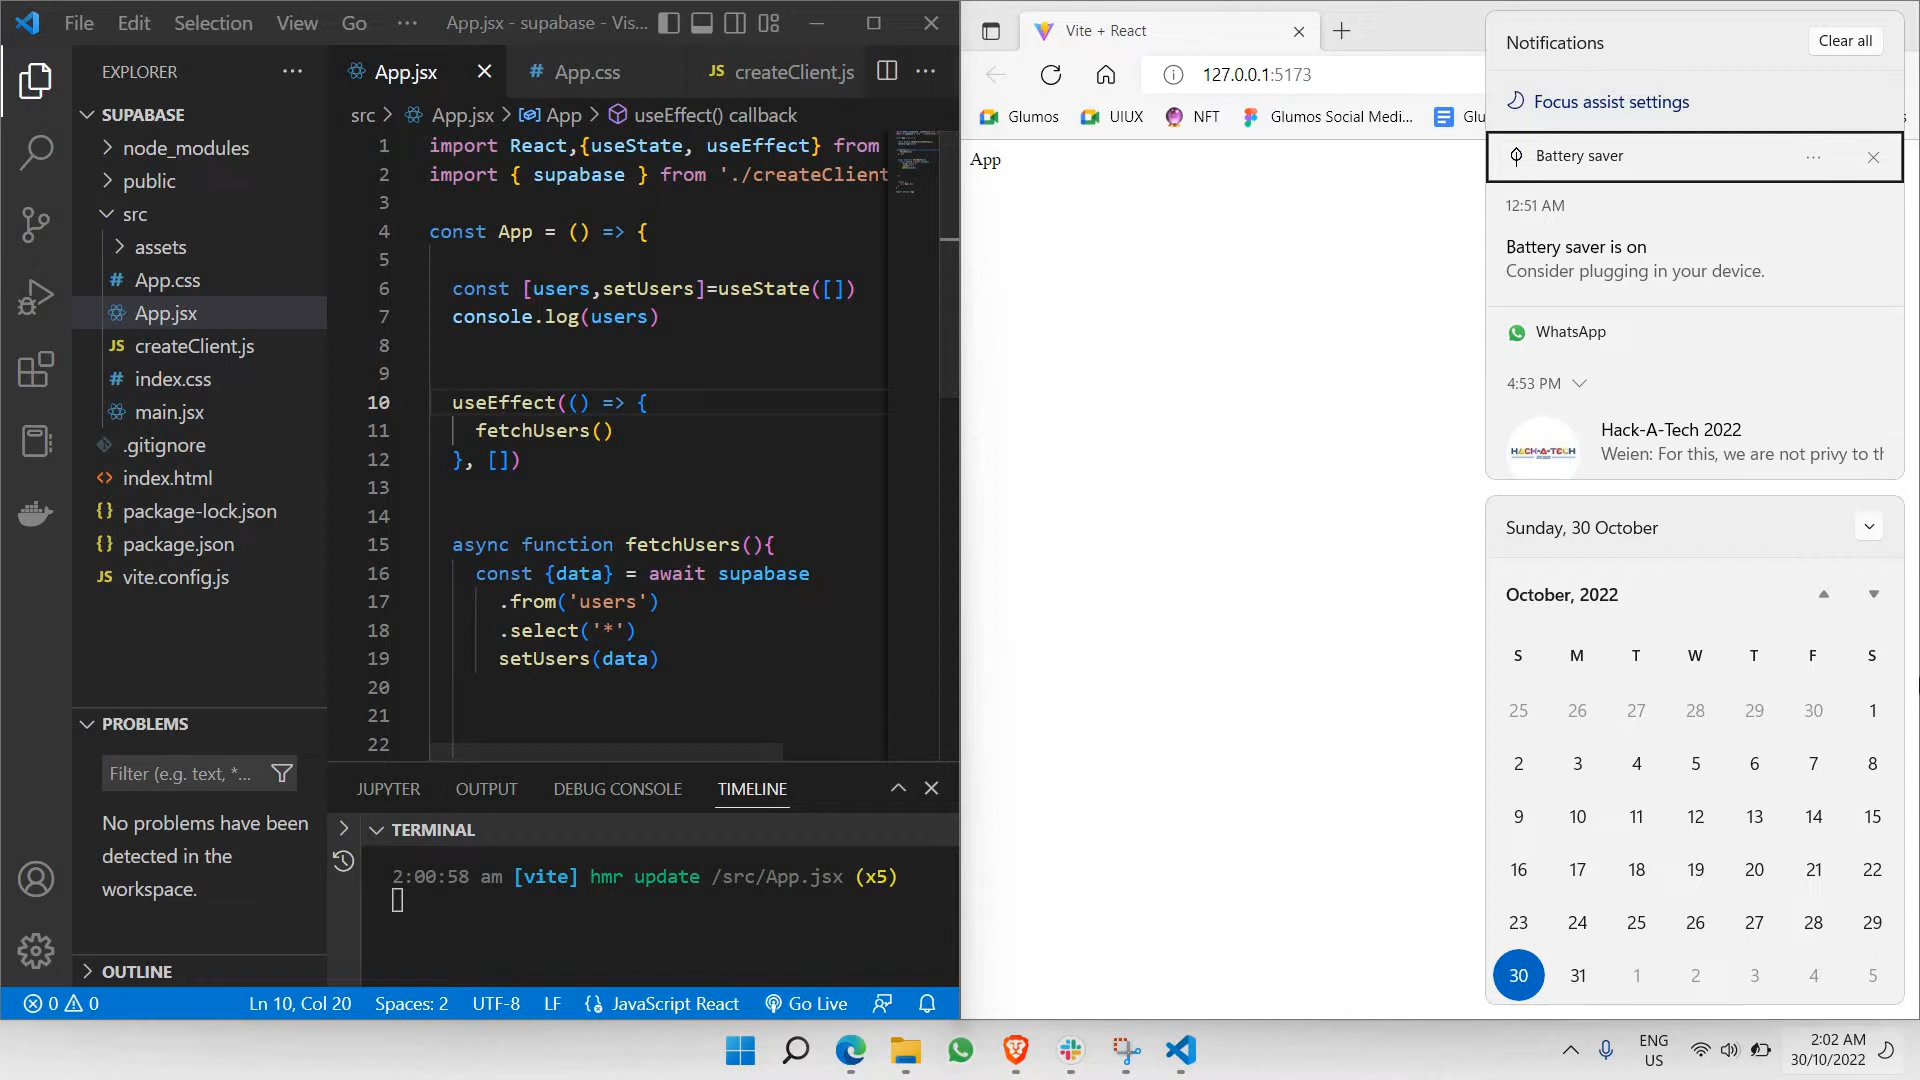 File Edit Selection View Go ··· App.jsx - supabase - Vis...
EXPLORER ···
SUPABASE
node_modules
public
src
assets
# App.css
App.jsx
JS createClient.js
# index.css
main.jsx
.gitignore
<> index.html
{} package-lock.json
{} package.json
JS vite.config.js
PROBLEMS
Filter (e.g. text, *...
No problems have been
detected in the
workspace.
OUTLINE
App.jsx # App.css JS createClient.js ···
src > App.jsx > App > useEffect() callback
1 import React,{useState, useEffect} from
2 import { supabase } from './createClient
3
4 const App = () => {
5
6 const [users,setUsers]=useState([])
7 console.log(users)
8
9
10 useEffect(() => {
11 fetchUsers()
12 }, [])
13
14
15 async function fetchUsers(){
16 const {data} = await supabase
17 .from('users')
18 .select('*')
19 setUsers(data)
20
21
22
JUPYTER OUTPUT DEBUG CONSOLE TIMELINE
TERMINAL
2:00:58 am [vite] hmr update /src/App.jsx (x5)
0 0 Ln 10, Col 20 Spaces: 2 UTF-8 LF {} JavaScript React Go Live
Vite + React
127.0.0.1:5173
Glumos UIUX NFT Glumos Social Medi... Glu
App
Notifications Clear all
Focus assist settings
Battery saver ···
12:51 AM
Battery saver is on
Consider plugging in your device.
WhatsApp
4:53 PM
HACK-A-TECH
Hack-A-Tech 2022
Weien: For this, we are not privy to th
Sunday, 30 October
October, 2022
S M T W T F S
25 26 27 28 29 30 1
2 3 4 5 6 7 8
9 10 11 12 13 14 15
16 17 18 19 20 21 22
23 24 25 26 27 28 29
30 31 1 2 3 4 5
ENG
US
2:02 AM
30/10/2022